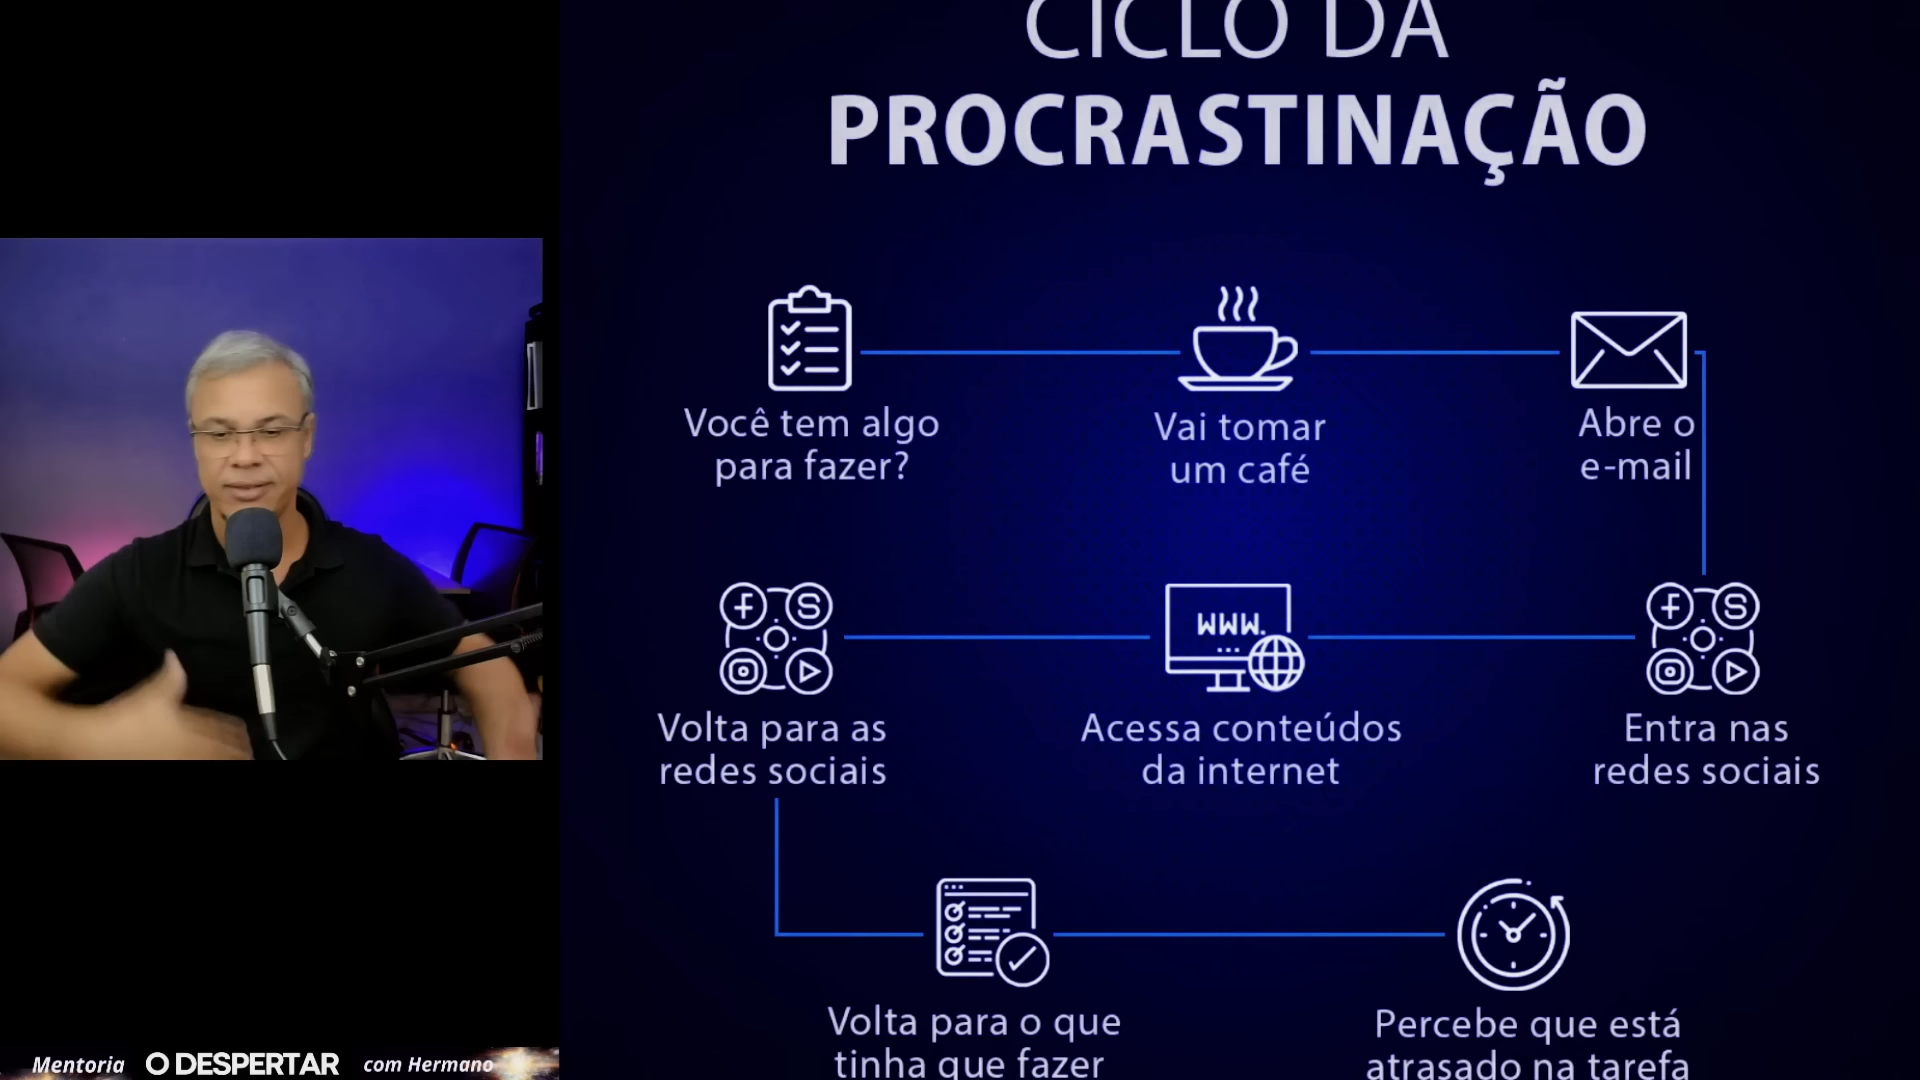 CICLO DA
PROCRASTINAÇÃO
Você tem algo
para fazer?
Vai tomar
um café
Abre o
e-mail
WWW.
Volta para as
redes sociais
Acessa conteúdos
da internet
Entra nas
redes sociais
Volta para o que
tinha que fazer
Percebe que está
atrasado na tarefa
Mentoria O DESPERTAR com Hermano